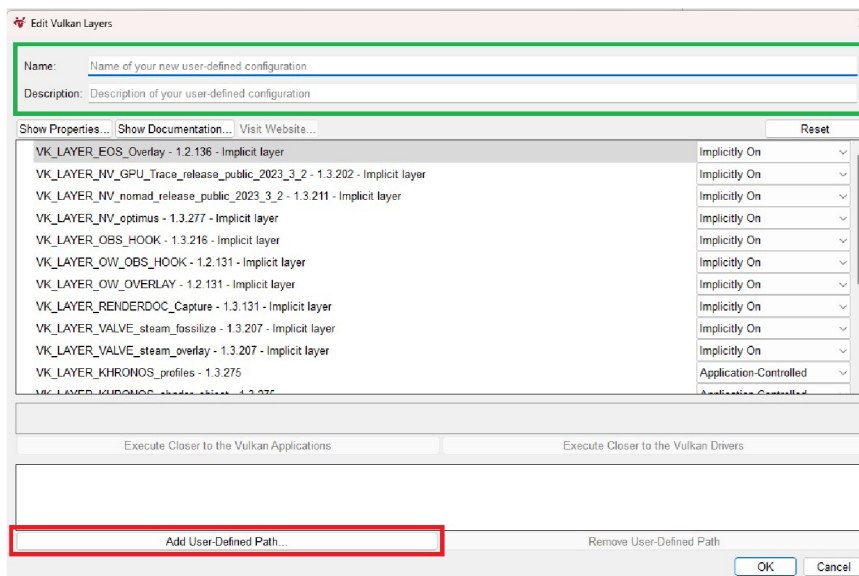 Edit Vulkan Layers
Name: Name of your new user-defined configuration
Description: Description of your user-defined configuration
Show Properties... Show Documentation... Visit Website... Reset
VK_LAYER_EOS_Overlay - 1.2.136 - Implicit layer Implicitly On
VK_LAYER_NV_GPU_Trace_release_public_2023_3_2 - 1.3.202 - Implicit layer Implicitly On
VK_LAYER_NV_nomad_release_public_2023_3_2 - 1.3.211 - Implicit layer Implicitly On
VK_LAYER_NV_optimus - 1.3.277 - Implicit layer Implicitly On
VK_LAYER_OBS_HOOK - 1.3.216 - Implicit layer Implicitly On
VK_LAYER_OW_OBS_HOOK - 1.2.131 - Implicit layer Implicitly On
VK_LAYER_OW_OVERLAY - 1.2.131 - Implicit layer Implicitly On
VK_LAYER_RENDERDOC_Capture - 1.3.131 - Implicit layer Implicitly On
VK_LAYER_VALVE_steam_fossilize - 1.3.207 - Implicit layer Implicitly On
VK_LAYER_VALVE_steam_overlay - 1.3.207 - Implicit layer Implicitly On
VK_LAYER_KHRONOS_profiles - 1.3.275 Application-Controlled
VK_LAYER_KHRONOS_shader_object - 1.3.275 Application-Controlled
Execute Closer to the Vulkan Applications Execute Closer to the Vulkan Drivers
Add User-Defined Path... Remove User-Defined Path
OK Cancel